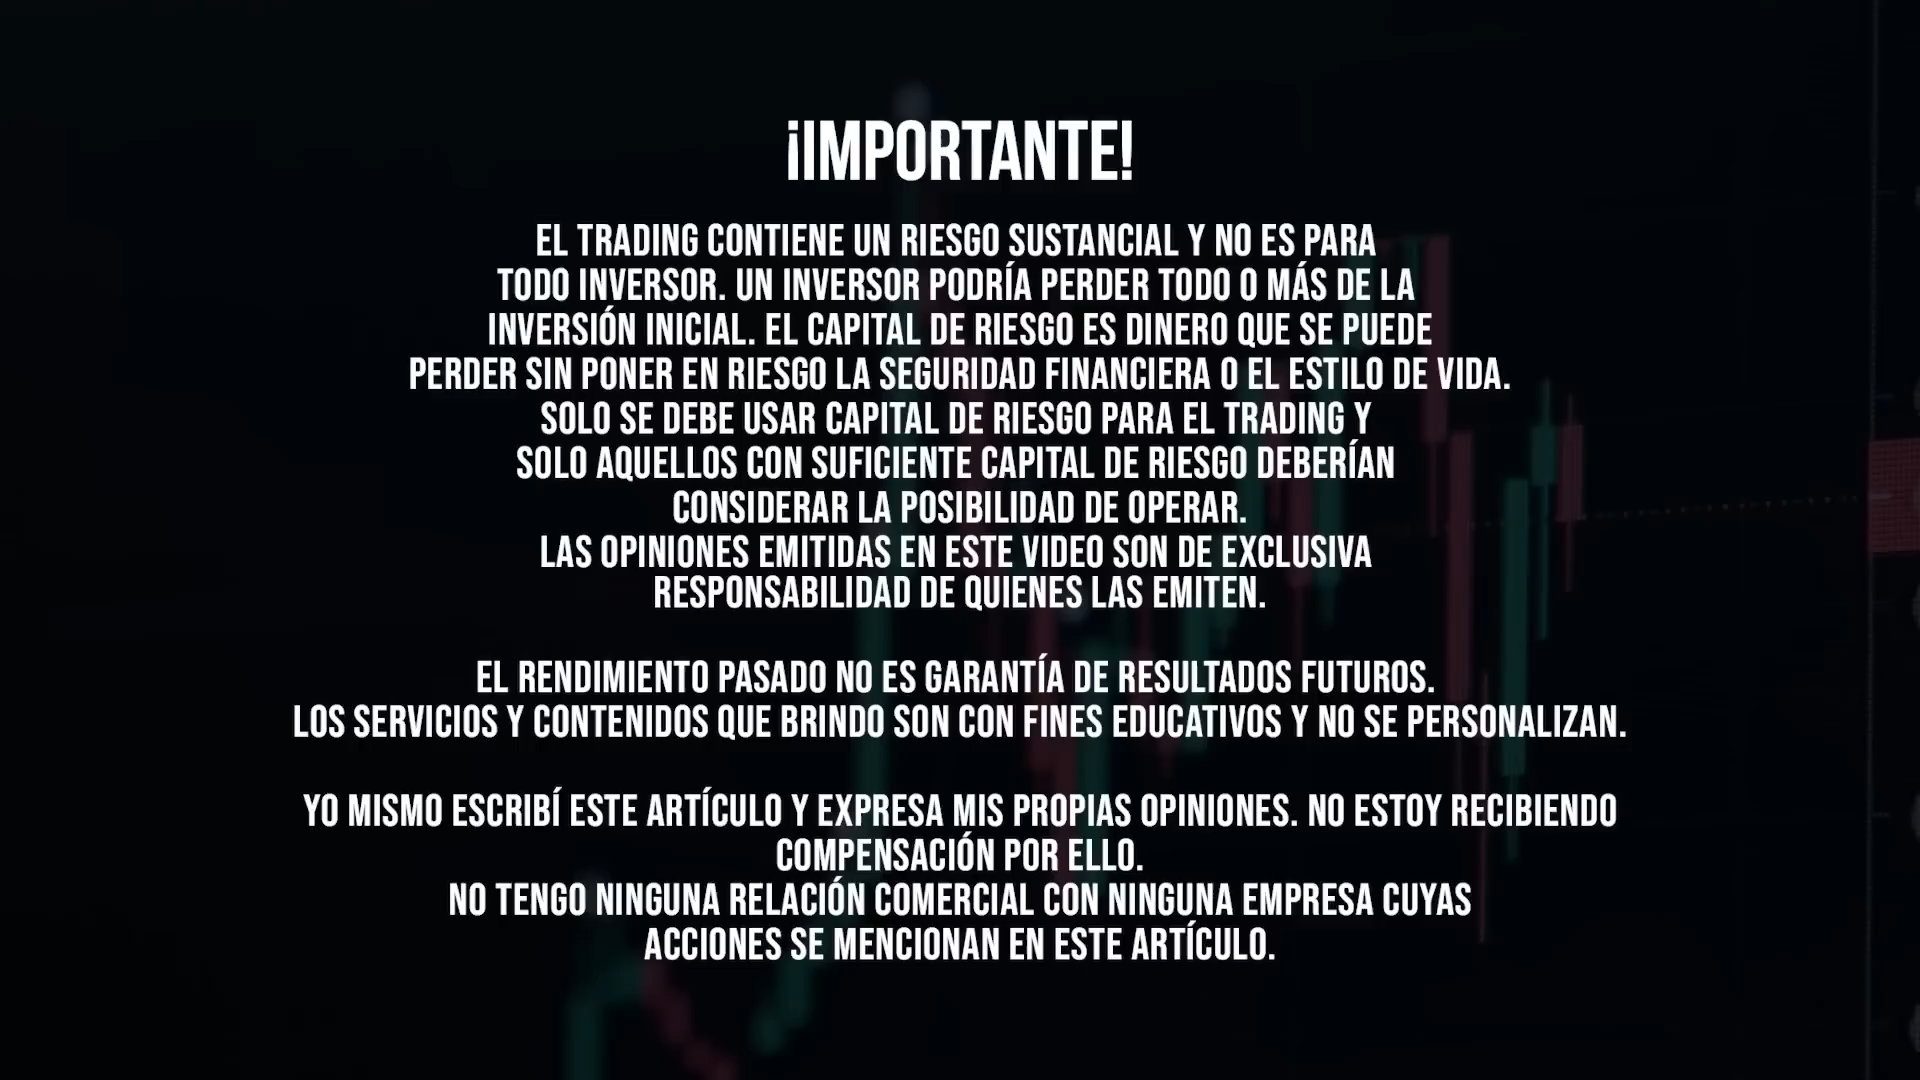 ¡IMPORTANTE!
EL TRADING CONTIENE UN RIESGO SUSTANCIAL Y NO ES PARA
TODO INVERSOR. UN INVERSOR PODRÍA PERDER TODO O MÁS DE LA
INVERSIÓN INICIAL. EL CAPITAL DE RIESGO ES DINERO QUE SE PUEDE
PERDER SIN PONER EN RIESGO LA SEGURIDAD FINANCIERA O EL ESTILO DE VIDA.
SOLO SE DEBE USAR CAPITAL DE RIESGO PARA EL TRADING Y
SOLO AQUELLOS CON SUFICIENTE CAPITAL DE RIESGO DEBERÍAN
CONSIDERAR LA POSIBILIDAD DE OPERAR.
LAS OPINIONES EMITIDAS EN ESTE VIDEO SON DE EXCLUSIVA
RESPONSABILIDAD DE QUIENES LAS EMITEN.
EL RENDIMIENTO PASADO NO ES GARANTÍA DE RESULTADOS FUTUROS.
LOS SERVICIOS Y CONTENIDOS QUE BRINDO SON CON FINES EDUCATIVOS Y NO SE PERSONALIZAN.
YO MISMO ESCRIBÍ ESTE ARTÍCULO Y EXPRESA MIS PROPIAS OPINIONES. NO ESTOY RECIBIENDO
COMPENSACIÓN POR ELLO.
NO TENGO NINGUNA RELACIÓN COMERCIAL CON NINGUNA EMPRESA CUYAS
ACCIONES SE MENCIONAN EN ESTE ARTÍCULO.